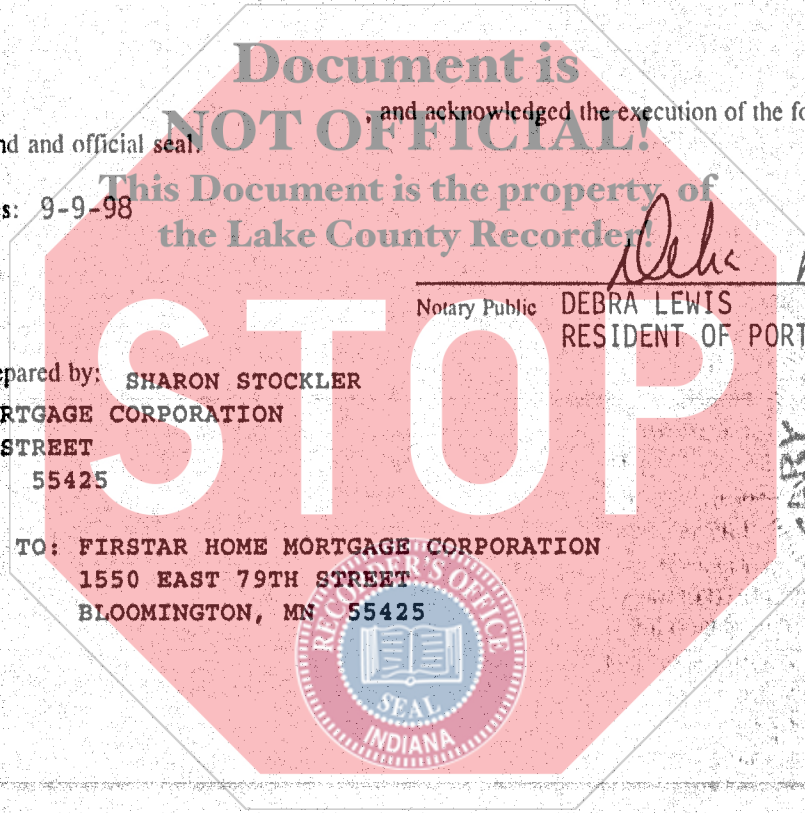 Document is
, and acknowledged the execution of the fo
nd and official seal.
NOT OFFICIAL!
This Document is the property of
s: 9-9-98
the Lake County Recorder!
Debra
Notary Public DEBRA LEWIS
RESIDENT OF PORT
STOP
epared by: SHARON STOCKLER
RTGAGE CORPORATION
STREET
55425
TO: FIRSTAR HOME MORTGAGE CORPORATION
1550 EAST 79TH STREET
BLOOMINGTON, MN 55425
RECORDER'S OFFICE
SEAL
INDIANA